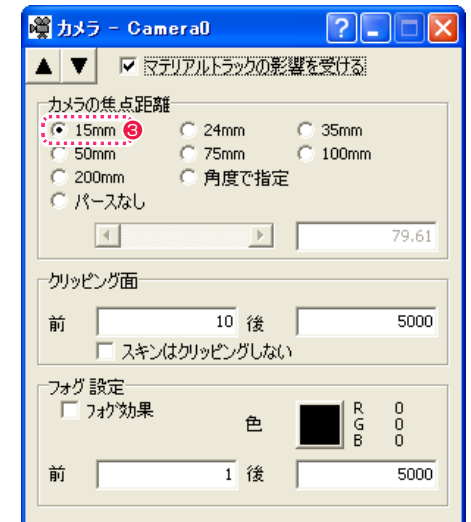 カメラ - Camera0
マテリアルトラックの影響を受ける
カメラの焦点距離
15mm 3 24mm 35mm
50mm 75mm 100mm
200mm 角度で指定
パースなし
79.61
クリッピング面
前 10 後 5000
スキンはクリッピングしない
フォグ設定
フォグ効果 色 R 0
G 0
B 0
前 1 後 5000